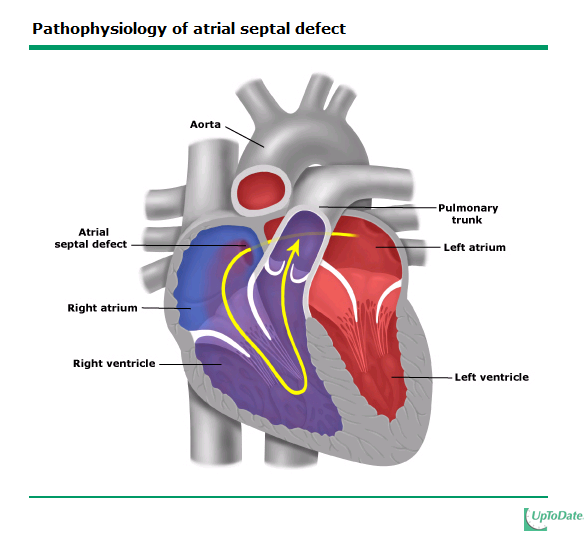 Pathophysiology of atrial septal defect
Aorta
Pulmonary
trunk
Atrial
septal defect
Left atrium
Right atrium
Right ventricle
Left ventricle
UpToDate